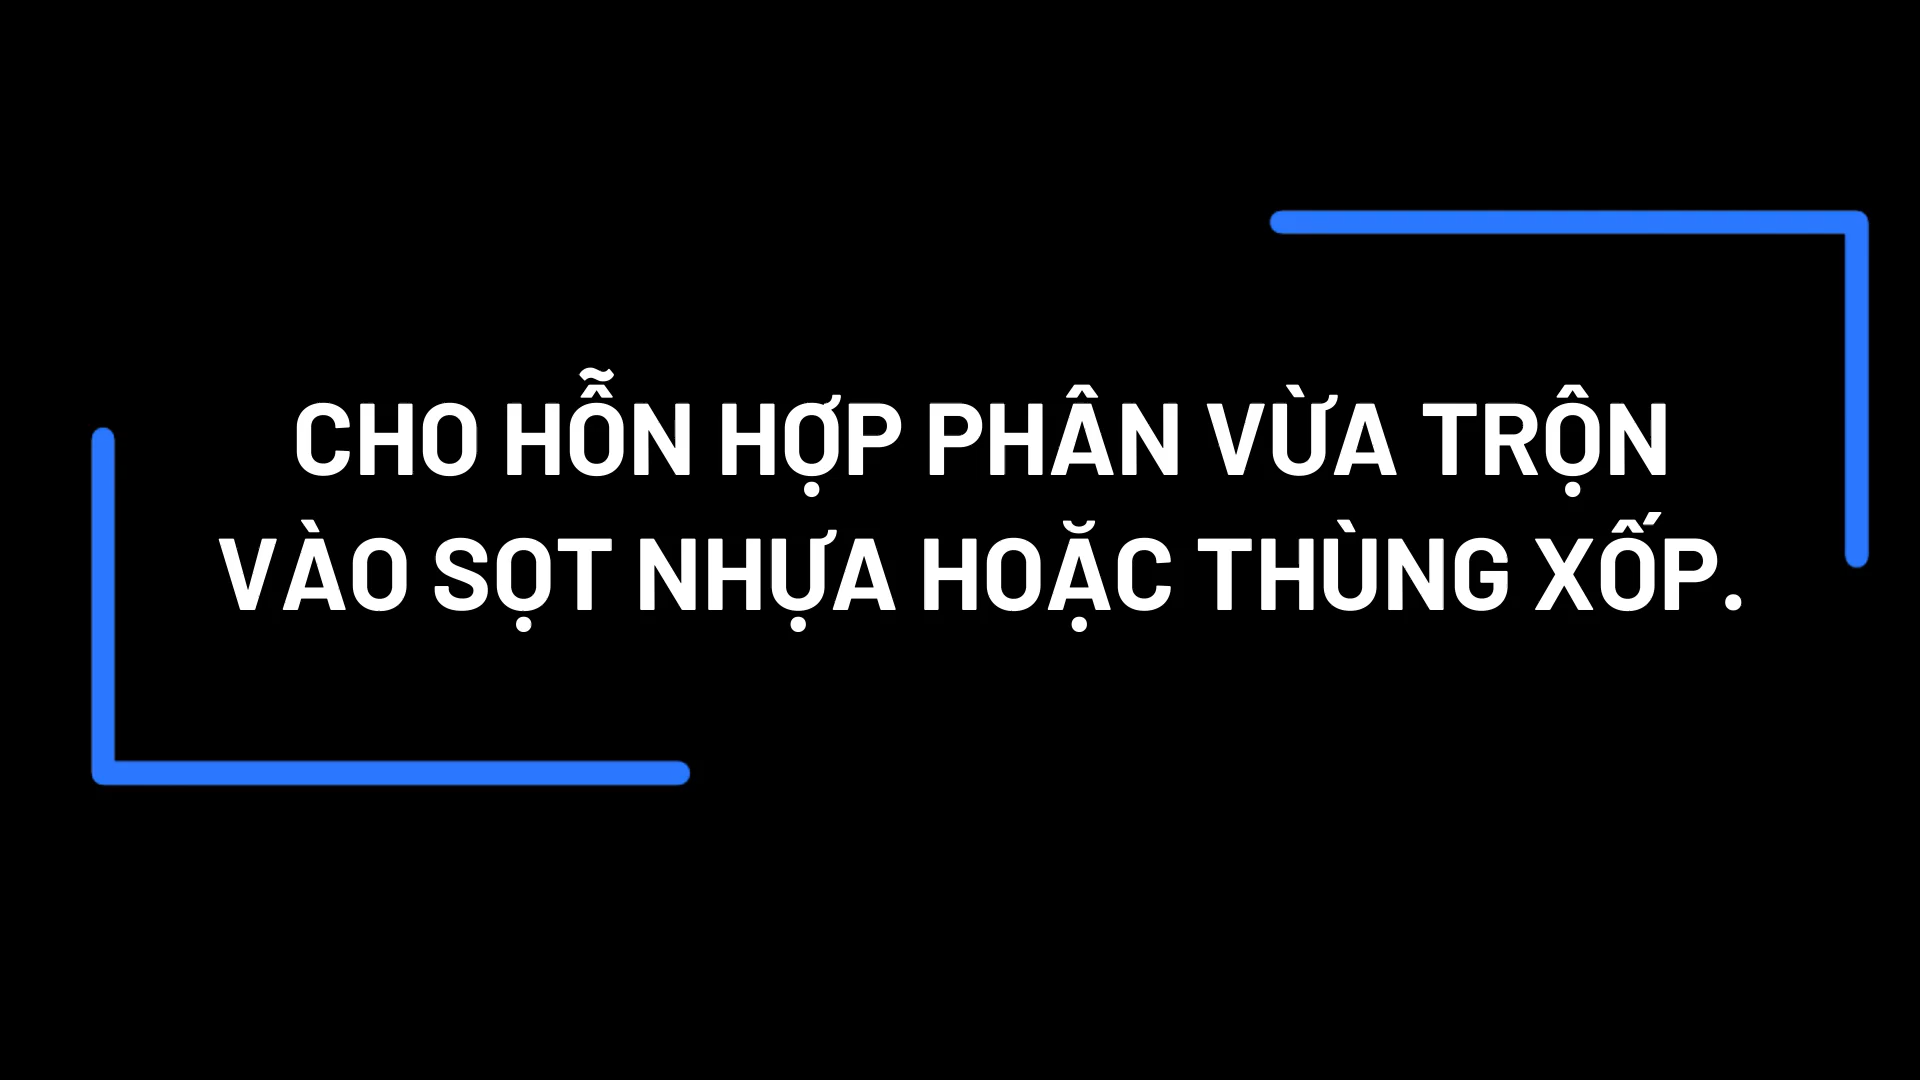 CHO HỖN HỢP PHÂN VỪA TRỘN
VÀO SỌT NHỰA HOẶC THÙNG XỐP.